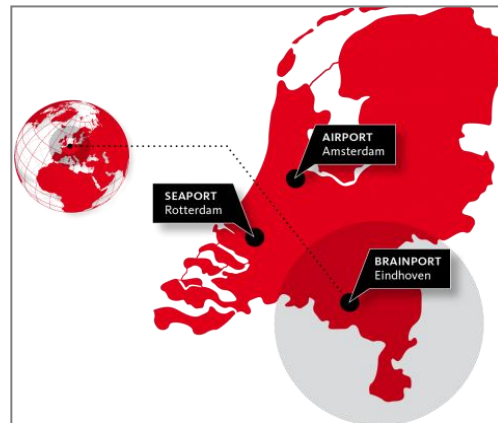 AIRPORT
Amsterdam
SEAPORT
Rotterdam
BRAINPORT
Eindhoven